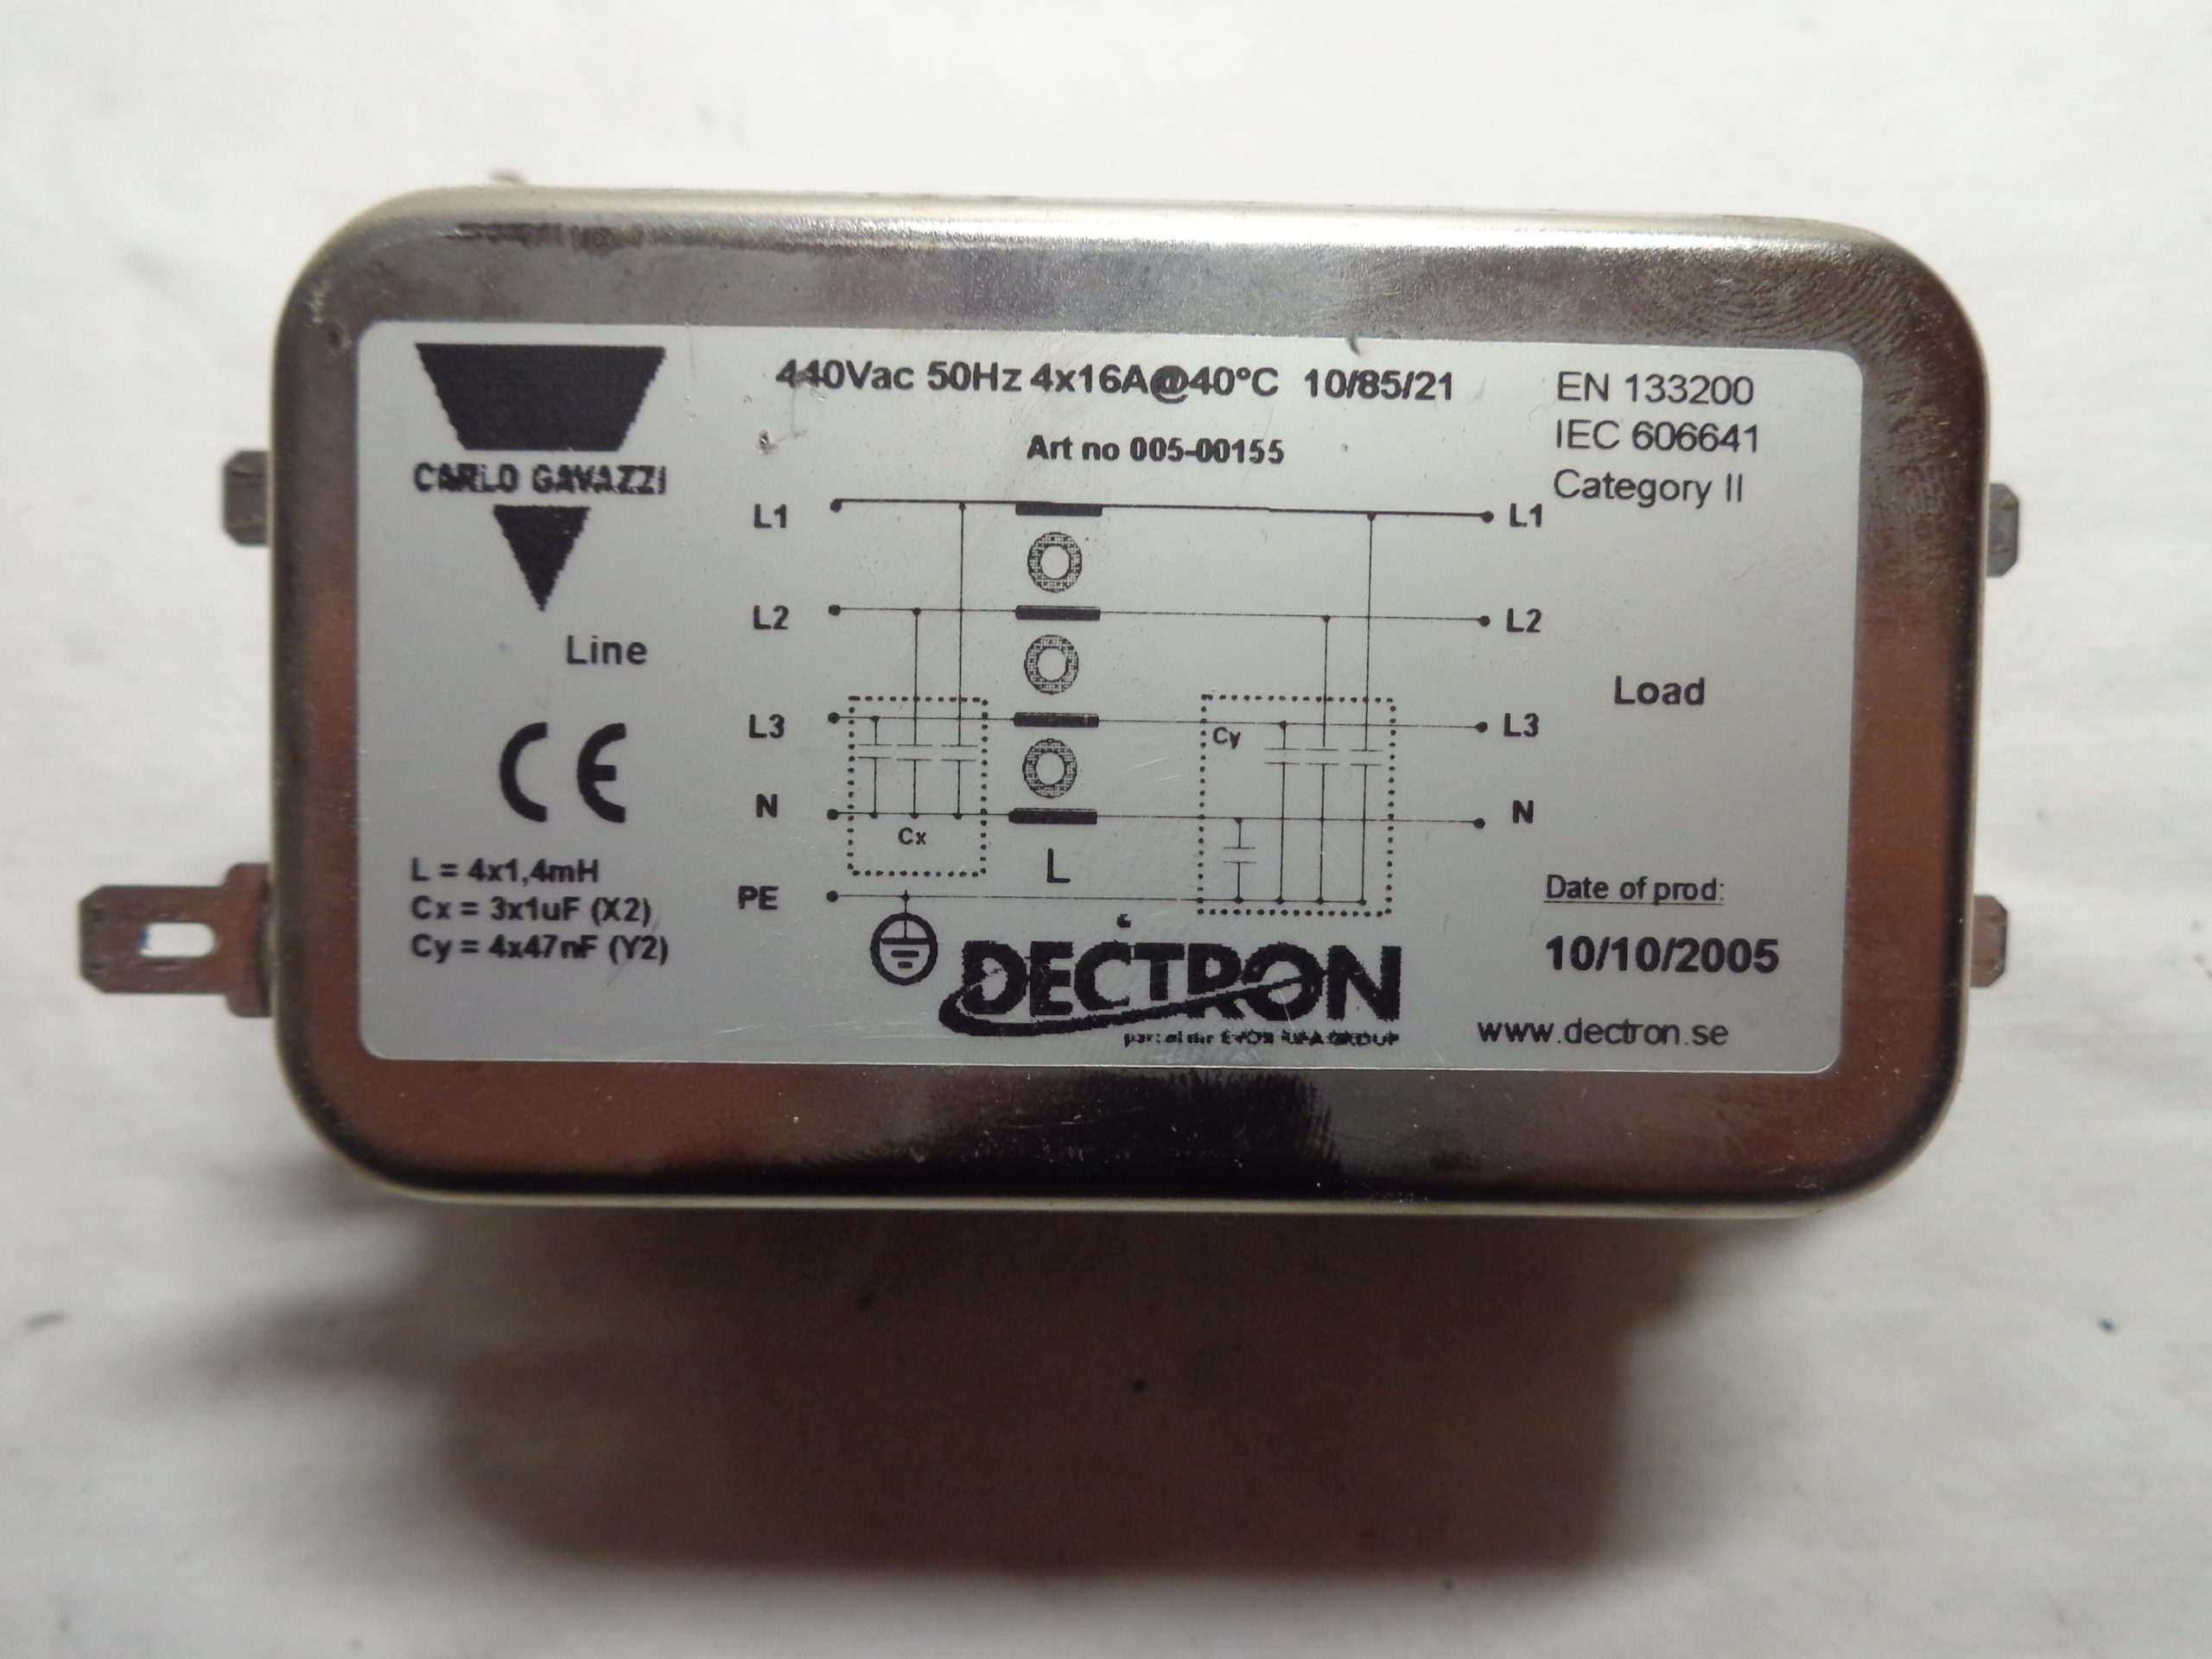 CARLO GAVAZZI
440Vac 50Hz 4x16A@40°C 10/85/21
Art no 005-00155
EN 133200
IEC 606641
Category II
L1
L1
L2
L2
Line
Load
L3
Cy
L3
N
N
Cx
L
PE
CE
L = 4x1,4mH
Cx = 3x1uF (X2)
Cy = 4x47nF (Y2)
DECTRON
GROUP
Date of prod:
10/10/2005
www.dectron.se